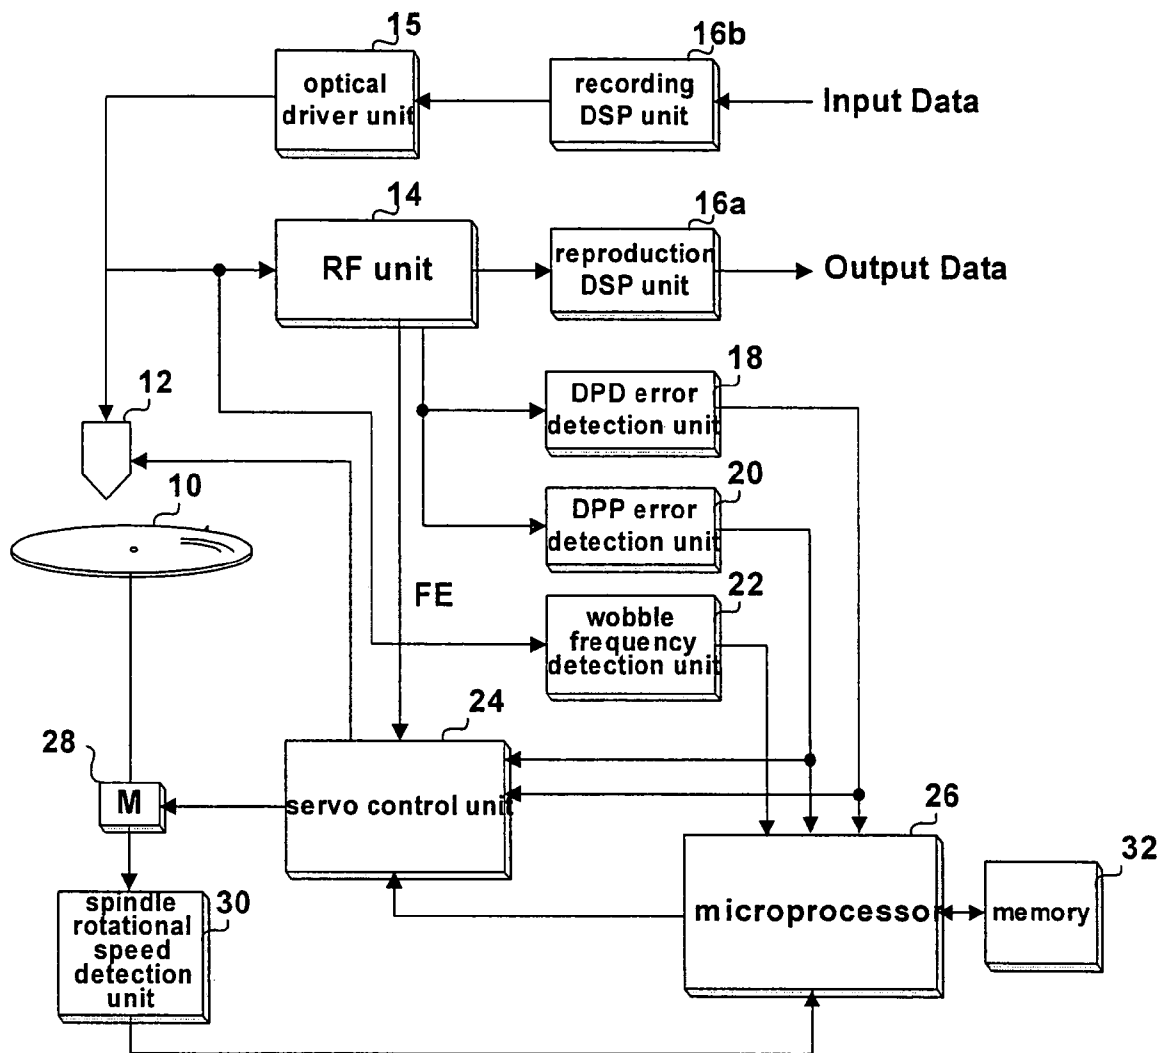 15
optical
driver unit
16b
recording
DSP unit
Input Data
14
RF unit
16a
reproduction
DSP unit
Output Data
12
18
DPD error
detection unit
10
20
DPP error
detection unit
FE
22
wobble
frequency
detection unit
24
servo control unit
28
M
26
microprocessor
32
memory
30
spindle
rotational
speed
detection
unit